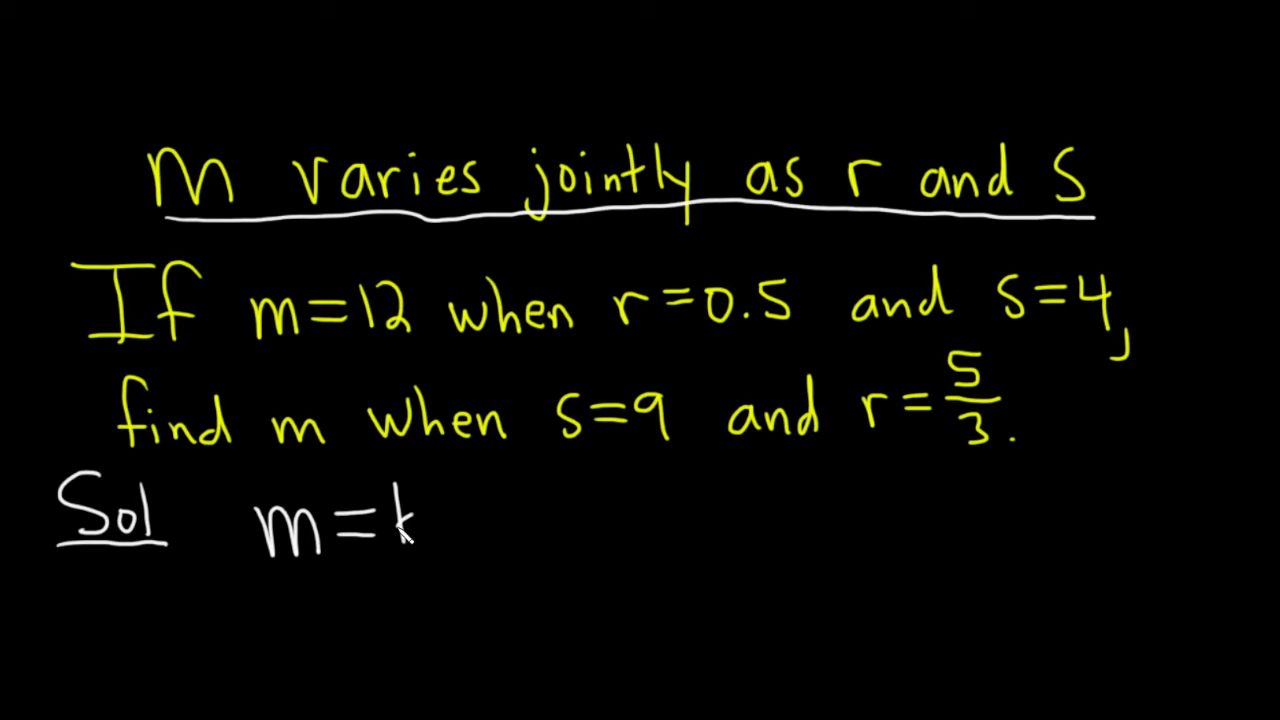 M varies jointly as r and s
If m=12 when r=0.5 and s=4,
find m when s=9 and r=5/3.
Sol m=k